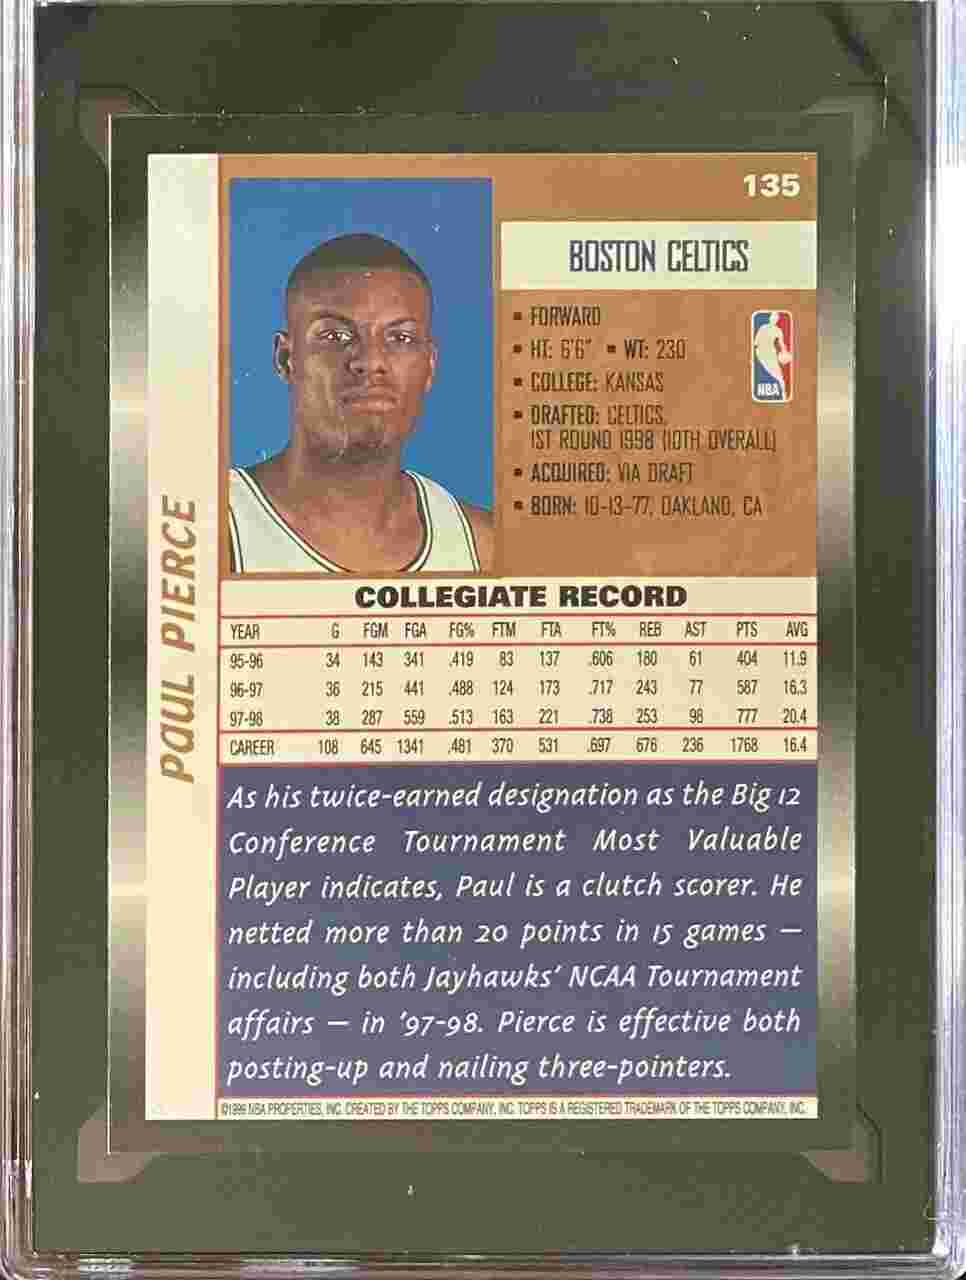 135
BOSTON CELTICS
▪ FORWARD
▪ HT: 6'6" ▪ WT: 230
▪ COLLEGE: KANSAS
▪ DRAFTED: CELTICS,
1ST ROUND 1998 (10TH OVERALL)
▪ ACQUIRED: VIA DRAFT
▪ BORN: 10-13-77, OAKLAND, CA
NBA
PAUL PIERCE
COLLEGIATE RECORD
YEAR G FGM FGA FG% FTM FTA FT% REB AST PTS AVG
95-96 34 143 341 .419 83 137 .606 180 61 404 11.9
96-97 36 215 441 .488 124 173 .717 243 77 587 16.3
97-98 38 287 559 .513 163 221 .738 253 98 777 20.4
CAREER 108 645 1341 .481 370 531 .697 676 236 1768 16.4
As his twice-earned designation as the Big 12
Conference Tournament Most Valuable
Player indicates, Paul is a clutch scorer. He
netted more than 20 points in 15 games —
including both Jayhawks' NCAA Tournament
affairs — in '97-98. Pierce is effective both
posting-up and nailing three-pointers.
©1999 NBA PROPERTIES, INC. CREATED BY THE TOPPS COMPANY, INC. TOPPS IS A REGISTERED TRADEMARK OF THE TOPPS COMPANY, INC.